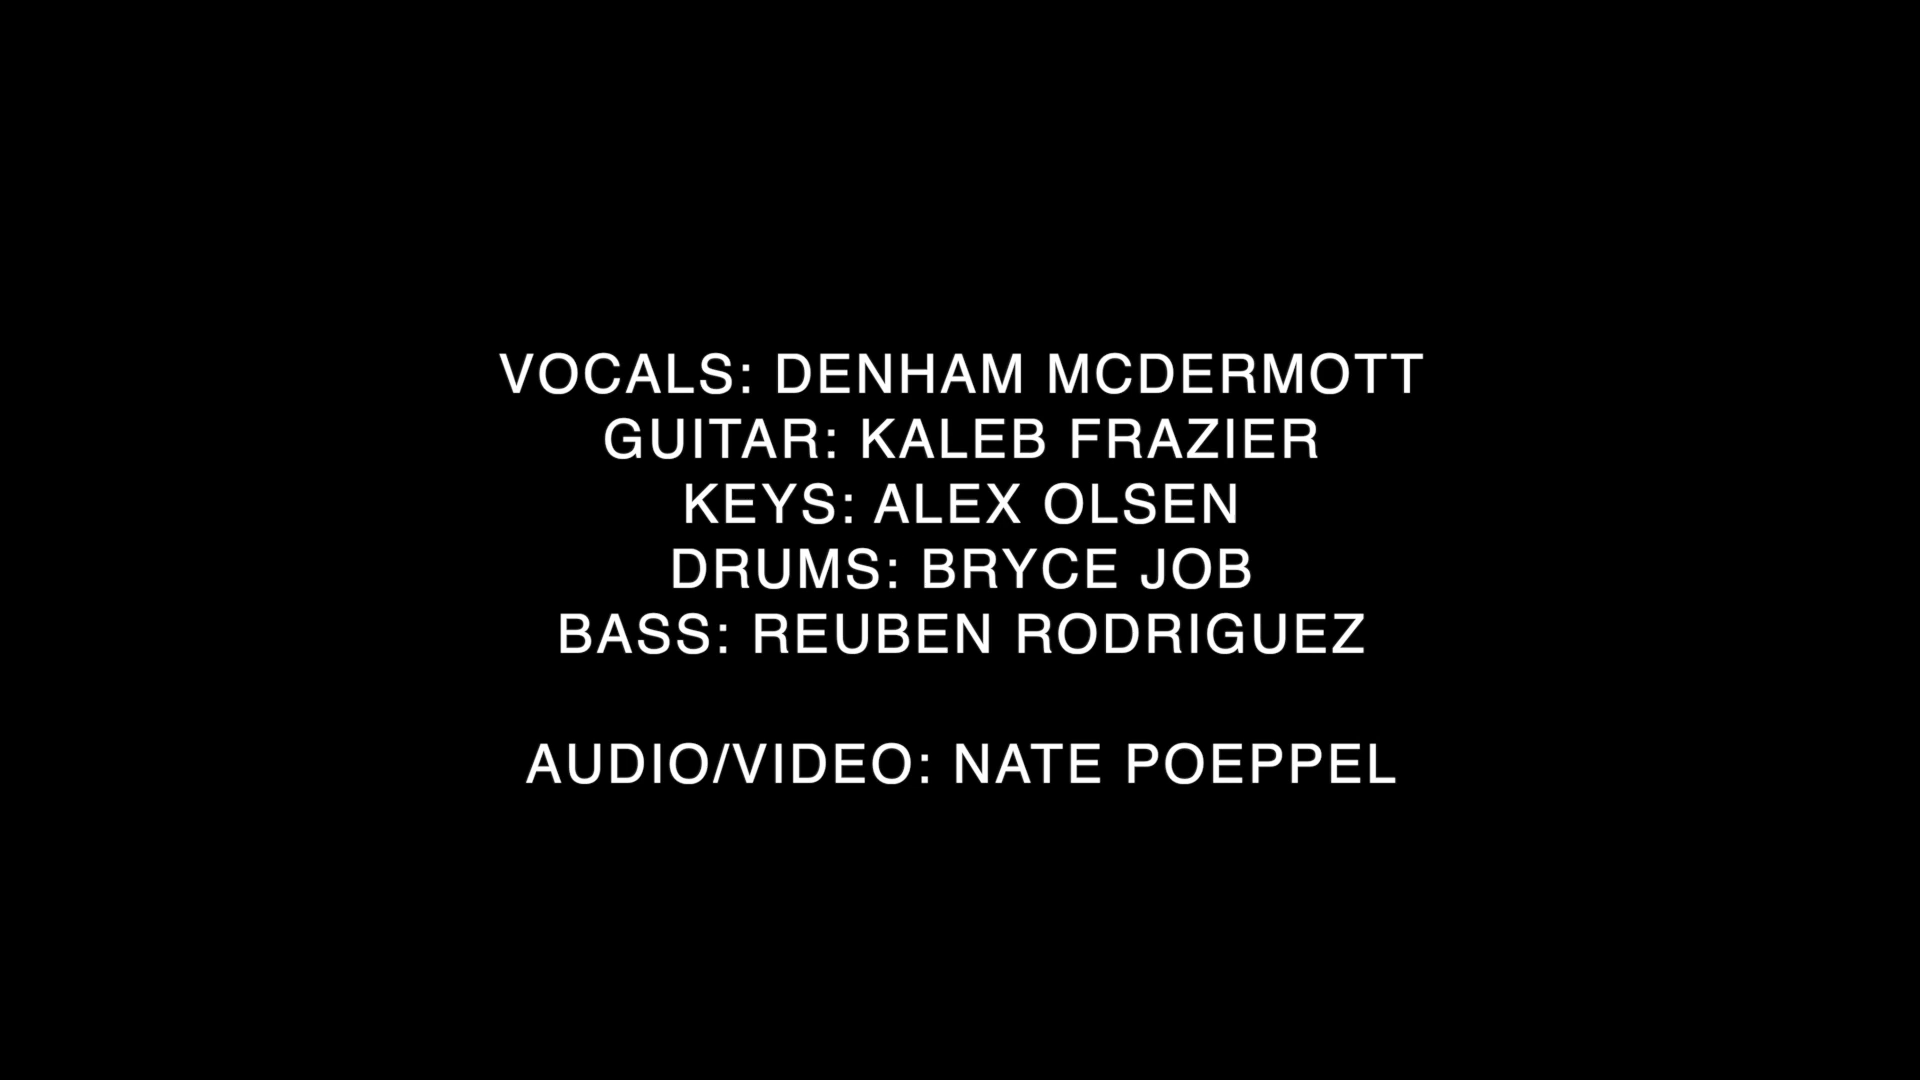 VOCALS: DENHAM MCDERMOTT
GUITAR: KALEB FRAZIER
KEYS: ALEX OLSEN
DRUMS: BRYCE JOB
BASS: REUBEN RODRIGUEZ
AUDIO/VIDEO: NATE POEPPEL